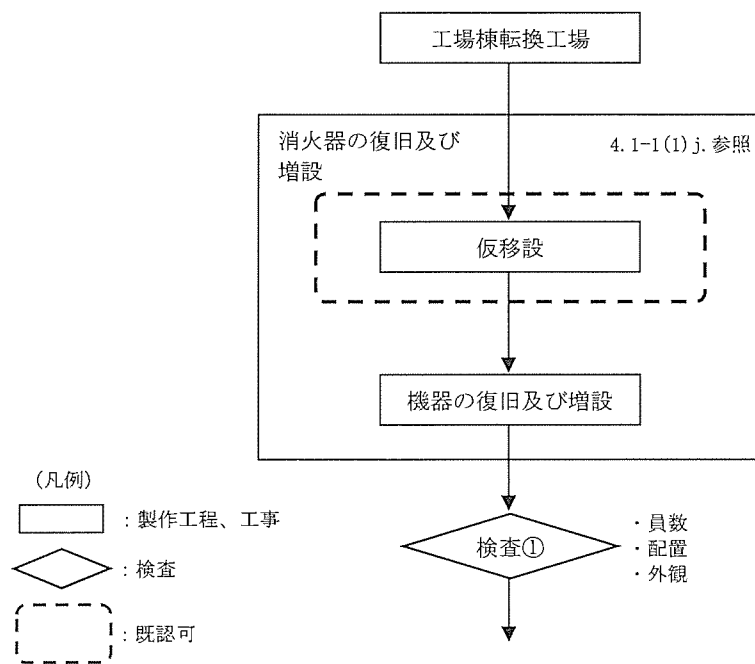 工場棟転換工場
消火器の復旧及び
増設
4.1-1(1)j.参照
仮移設
機器の復旧及び増設
検査①
・員数
・配置
・外観
(凡例)
：製作工程、工事
：検査
：既認可